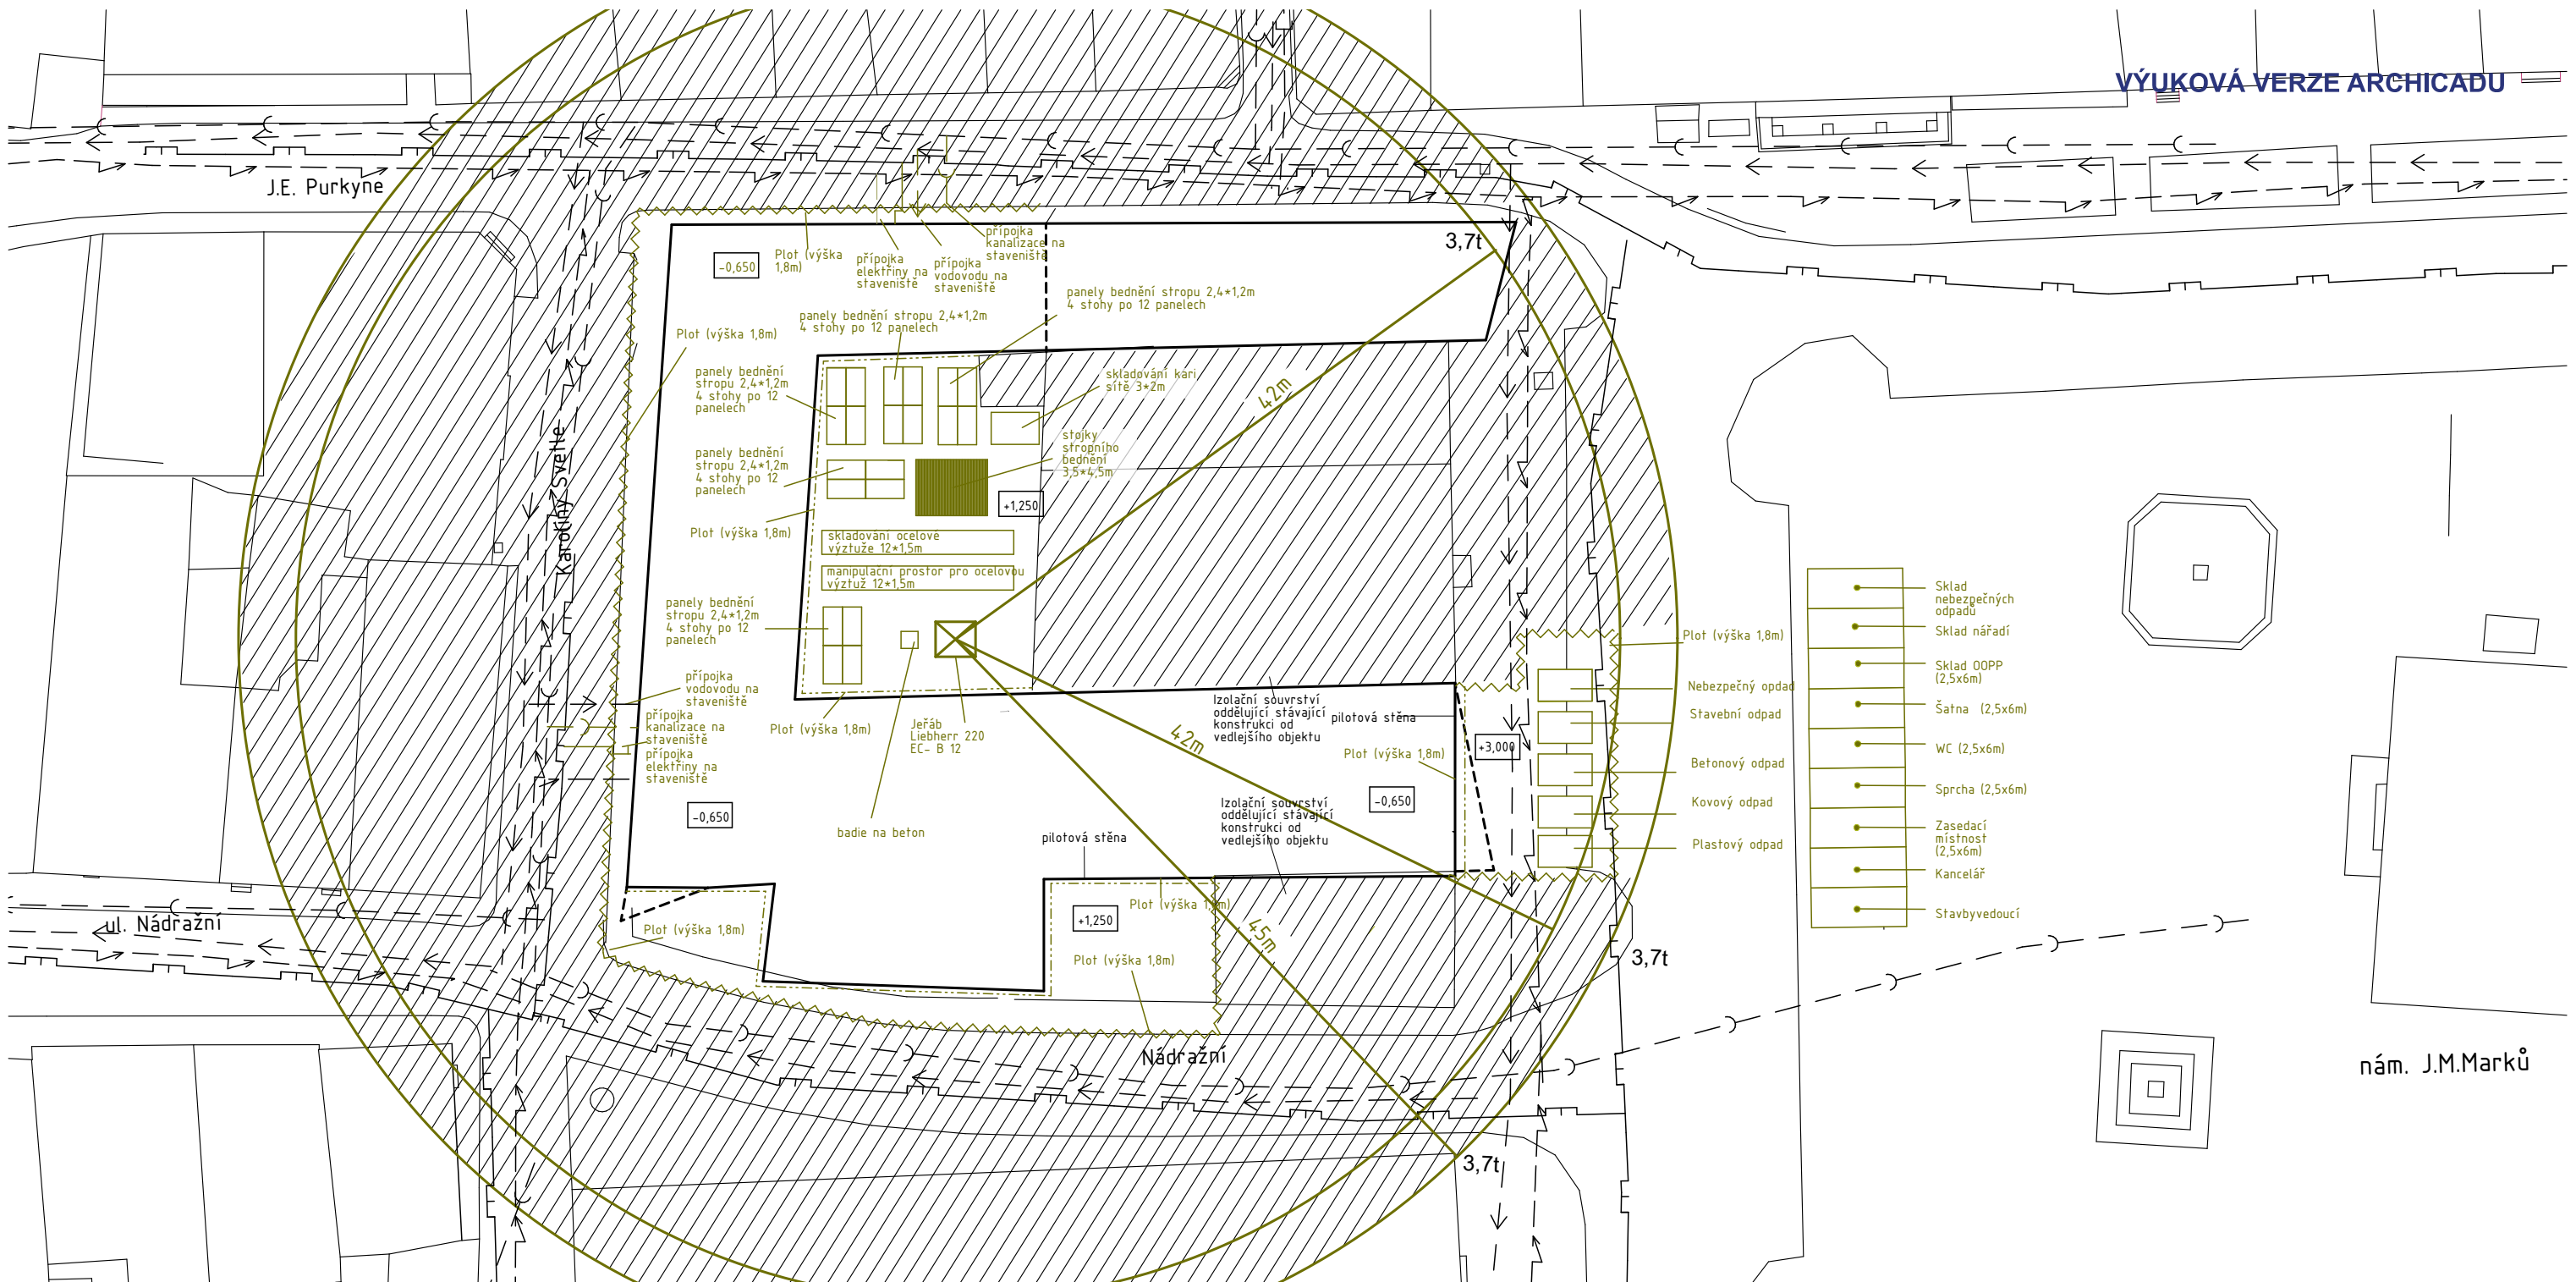 VÝUKOVÁ VERZE ARCHICADU
J.E. Purkyne
3,7t
-0,650
Plot (výška
1,8m)
přípojka
elektřiny na
staveniště
přípojka
vodovodu na
staveniště
přípojka
kanalizace na
staveniště
panely bednění stropu 2,4*1,2m
4 stohy po 12 panelech
panely bednění stropu 2,4*1,2m
4 stohy po 12 panelech
Plot (výška 1,8m)
panely bednění
stropu 2,4*1,2m
4 stohy po 12
panelech
skladování kari
sítě 3*2m
42m
stojky
stropního
bednění
3,5*4,5m
panely bednění
stropu 2,4*1,2m
4 stohy po 12
panelech
+1,250
Karolíny Světlé
Plot (výška 1,8m)
skladování ocelové
výztuže 12*1,5m
manipulační prostor pro ocelovou
výztuž 12*1,5m
panely bednění
stropu 2,4*1,2m
4 stohy po 12
panelech
Plot (výška 1,8m)
Sklad
nebezpečných
odpadů
Sklad nářadí
Sklad OOPP
(2,5x6m)
Šatna (2,5x6m)
WC (2,5x6m)
Sprcha (2,5x6m)
Zasedací
místnost
(2,5x6m)
Kancelář
Stavbyvedoucí
Nebezpečný opdad
Stavební odpad
Betonový odpad
Kovový odpad
Plastový odpad
přípojka
vodovodu na
staveniště
přípojka
kanalizace na
staveniště
přípojka
elektřiny na
staveniště
Plot (výška 1,8m)
Jeřáb
Liebherr 220
EC- B 12
42m
Izolační souvrství
oddělující stávající
konstrukci od
vedlejšího objektu
pilotová stěna
Plot (výška 1,8m)
+3,000
-0,650
-0,650
badie na beton
pilotová stěna
Izolační souvrství
oddělující stávající
konstrukci od
vedlejšího objektu
ul. Nádražní
Plot (výška 1,8m)
+1,250
Plot (výška 1,8m)
45m
Plot (výška 1,8m)
3,7t
Nádražní
3,7t
nám. J.M.Marků